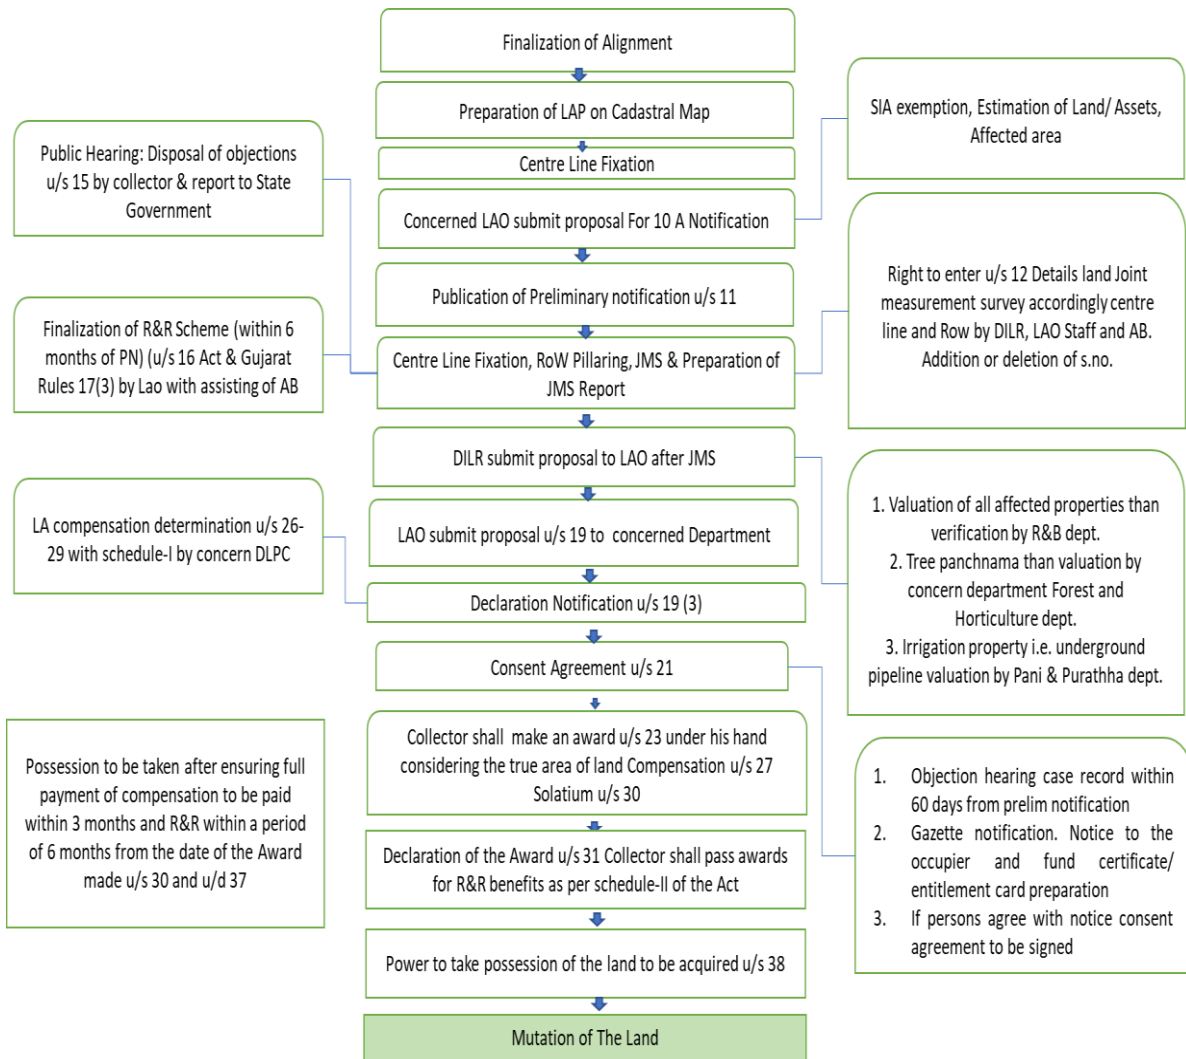 Finalization of Alignment
Preparation of LAP on Cadastral Map
Centre Line Fixation
Concerned LAO submit proposal For 10 A Notification
Publication of Preliminary notification u/s 11
Centre Line Fixation, RoW Pillaring, JMS & Preparation of
JMS Report
DILR submit proposal to LAO after JMS
LAO submit proposal u/s 19 to concerned Department
Declaration Notification u/s 19 (3)
Consent Agreement u/s 21
Collector shall make an award u/s 23 under his hand
considering the true area of land Compensation u/s 27
Solatium u/s 30
Declaration of the Award u/s 31 Collector shall pass awards
for R&R benefits as per schedule-II of the Act
Power to take possession of the land to be acquired u/s 38
Mutation of The Land
Public Hearing: Disposal of objections
u/s 15 by collector & report to State
Government
Finalization of R&R Scheme (within 6
months of PN) (u/s 16 Act & Gujarat
Rules 17(3) by Lao with assisting of AB
LA compensation determination u/s 26-
29 with schedule-I by concern DLPC
Possession to be taken after ensuring full
payment of compensation to be paid
within 3 months and R&R within a period
of 6 months from the date of the Award
made u/s 30 and u/d 37
SIA exemption, Estimation of Land/ Assets,
Affected area
Right to enter u/s 12 Details land Joint
measurement survey accordingly centre
line and Row by DILR, LAO Staff and AB.
Addition or deletion of s.no.
1. Valuation of all affected properties than
verification by R&B dept.
2. Tree panchnama than valuation by
concern department Forest and
Horticulture dept.
3. Irrigation property i.e. underground
pipeline valuation by Pani & Purathha dept.
1. Objection hearing case record within
60 days from prelim notification
2. Gazette notification. Notice to the
occupier and fund certificate/
entitlement card preparation
3. If persons agree with notice consent
agreement to be signed